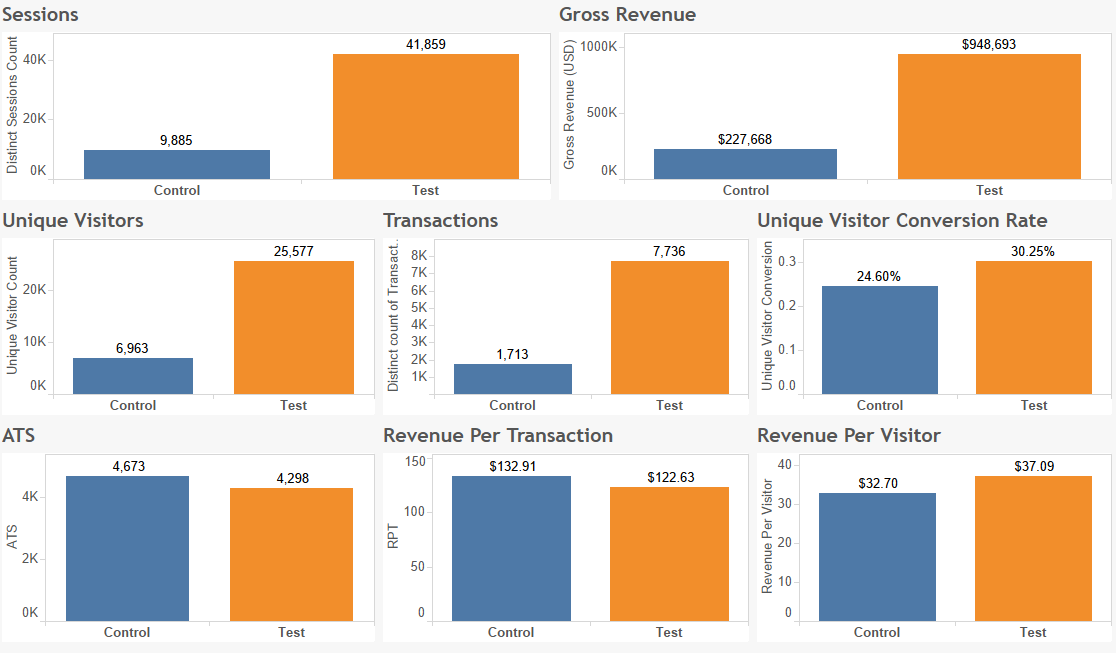 Sessions
Distinct Sessions Count
40K
20K
0K
9,885
41,859
Control
Test
Gross Revenue
Gross Revenue (USD)
1000K
500K
0K
$227,668
$948,693
Control
Test
Unique Visitors
Unique Visitor Count
20K
10K
0K
6,963
25,577
Control
Test
Transactions
Distinct count of Transact..
8K
7K
6K
5K
4K
3K
2K
1K
1,713
7,736
Control
Test
Unique Visitor Conversion Rate
Unique Visitor Conversion
0.3
0.2
0.1
0.0
24.60%
30.25%
Control
Test
ATS
ATS
4K
2K
0K
4,673
4,298
Control
Test
Revenue Per Transaction
RPT
150
100
50
0
$132.91
$122.63
Control
Test
Revenue Per Visitor
Revenue Per Visitor
40
30
20
10
0
$32.70
$37.09
Control
Test